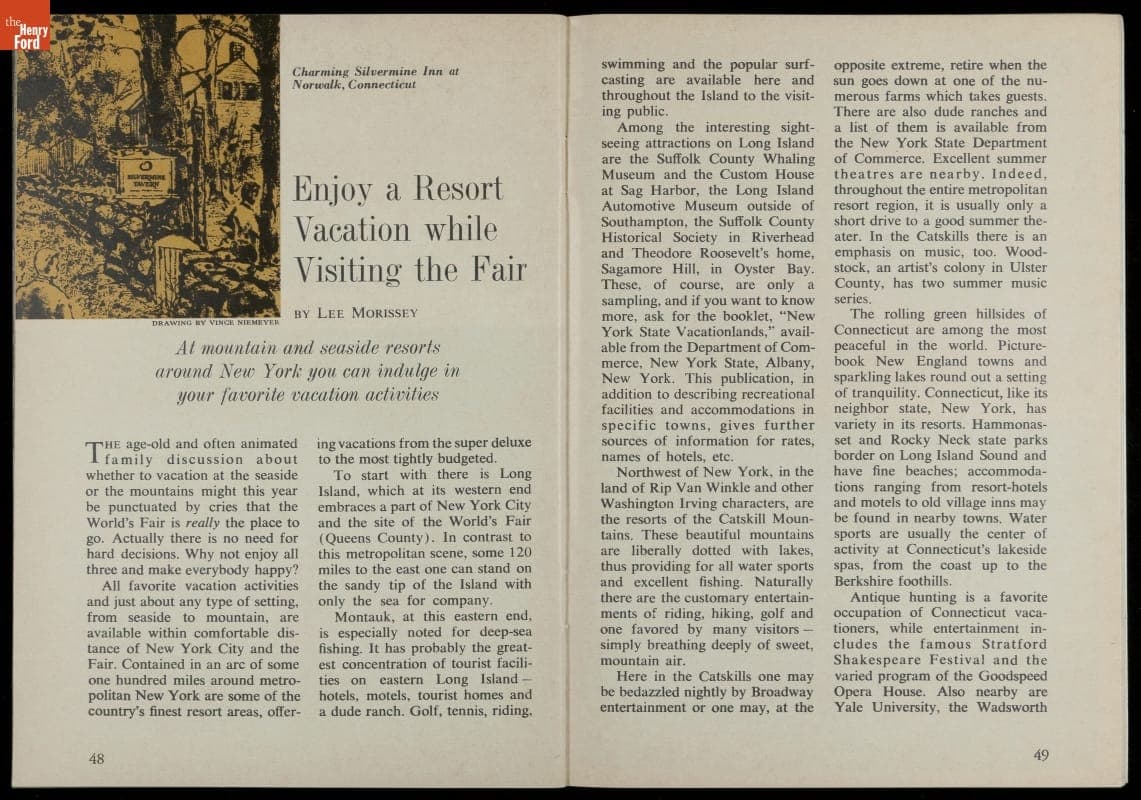 the
Henry
Ford
SILVERMINE
TAVERN
Charming Silvermine Inn at
Norwalk, Connecticut
Enjoy a Resort
Vacation while
Visiting the Fair
BY LEE MORISSEY
DRAWING BY VINCE NIEMEYER
At mountain and seaside resorts
around New York you can indulge in
your favorite vacation activities
THE age-old and often animated
family discussion about
whether to vacation at the seaside
or the mountains might this year
be punctuated by cries that the
World's Fair is really the place to
go. Actually there is no need for
hard decisions. Why not enjoy all
three and make everybody happy?
All favorite vacation activities
and just about any type of setting,
from seaside to mountain, are
available within comfortable dis-
tance of New York City and the
Fair. Contained in an arc of some
one hundred miles around metro-
politan New York are some of the
country's finest resort areas, offer-
ing vacations from the super deluxe
to the most tightly budgeted.
To start with there is Long
Island, which at its western end
embraces a part of New York City
and the site of the World's Fair
(Queens County). In contrast to
this metropolitan scene, some 120
miles to the east one can stand on
the sandy tip of the Island with
only the sea for company.
Montauk, at this eastern end,
is especially noted for deep-sea
fishing. It has probably the great-
est concentration of tourist facili-
ties on eastern Long Island—
hotels, motels, tourist homes and
a dude ranch. Golf, tennis, riding,
48
swimming and the popular surf-
casting are available here and
throughout the Island to the visit-
ing public.
Among the interesting sight-
seeing attractions on Long Island
are the Suffolk County Whaling
Museum and the Custom House
at Sag Harbor, the Long Island
Automotive Museum outside of
Southampton, the Suffolk County
Historical Society in Riverhead
and Theodore Roosevelt's home,
Sagamore Hill, in Oyster Bay.
These, of course, are only a
sampling, and if you want to know
more, ask for the booklet, "New
York State Vacationlands," avail-
able from the Department of Com-
merce, New York State, Albany,
New York. This publication, in
addition to describing recreational
facilities and accommodations in
specific towns, gives further
sources of information for rates,
names of hotels, etc.
Northwest of New York, in the
land of Rip Van Winkle and other
Washington Irving characters, are
the resorts of the Catskill Moun-
tains. These beautiful mountains
are liberally dotted with lakes,
thus providing for all water sports
and excellent fishing. Naturally
there are the customary entertain-
ments of riding, hiking, golf and
one favored by many visitors—
simply breathing deeply of sweet,
mountain air.
Here in the Catskills one may
be bedazzled nightly by Broadway
entertainment or one may, at the
opposite extreme, retire when the
sun goes down at one of the nu-
merous farms which takes guests.
There are also dude ranches and
a list of them is available from
the New York State Department
of Commerce. Excellent summer
theatres are nearby. Indeed,
throughout the entire metropolitan
resort region, it is usually only a
short drive to a good summer the-
ater. In the Catskills there is an
emphasis on music, too. Wood-
stock, an artist's colony in Ulster
County, has two summer music
series.
The rolling green hillsides of
Connecticut are among the most
peaceful in the world. Picture-
book New England towns and
sparkling lakes round out a setting
of tranquility. Connecticut, like its
neighbor state, New York, has
variety in its resorts. Hammonas-
set and Rocky Neck state parks
border on Long Island Sound and
have fine beaches; accommoda-
tions ranging from resort-hotels
and motels to old village inns may
be found in nearby towns. Water
sports are usually the center of
activity at Connecticut's lakeside
spas, from the coast up to the
Berkshire foothills.
Antique hunting is a favorite
occupation of Connecticut vaca-
tioners, while entertainment in-
cludes the famous Stratford
Shakespeare Festival and the
varied program of the Goodspeed
Opera House. Also nearby are
Yale University, the Wadsworth
49